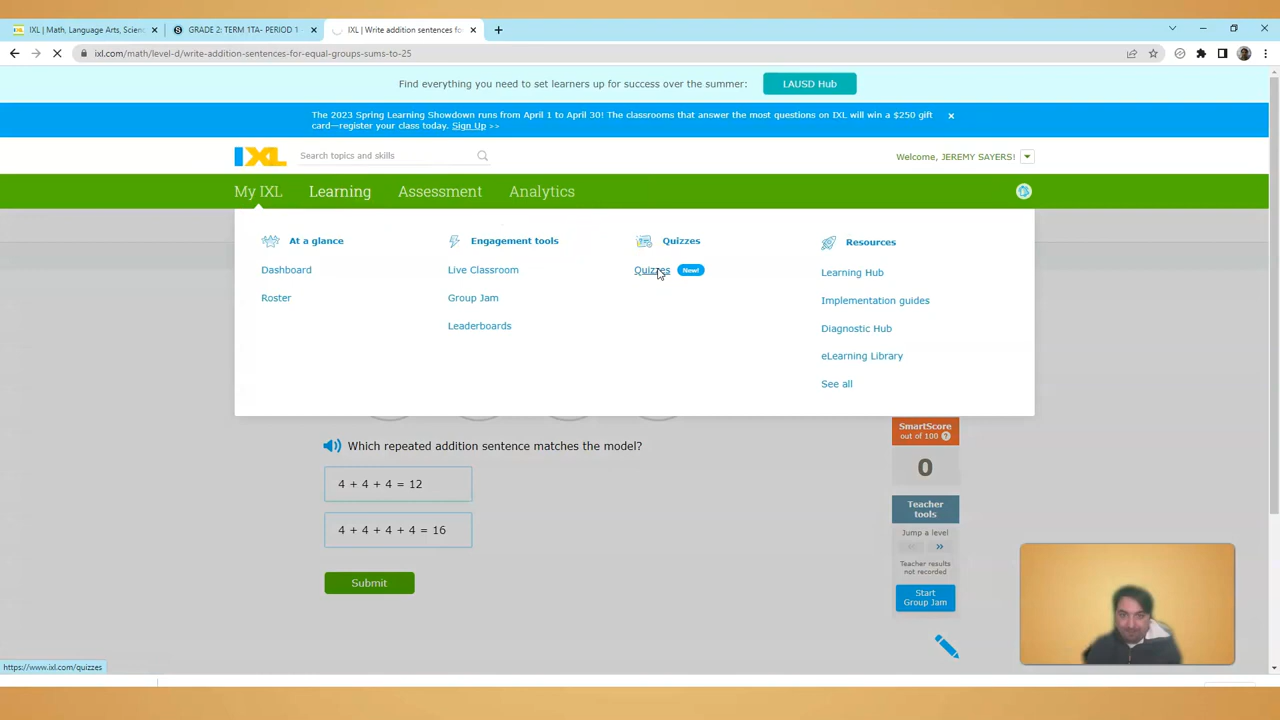 IXL | Math, Language Arts, Scienc
GRADE 2: TERM 1TA- PERIOD 1
IXL | Write addition sentences fo
ixl.com/math/level-d/write-addition-sentences-for-equal-groups-sums-to-25
Find everything you need to set learners up for success over the summer:
LAUSD Hub
The 2023 Spring Learning Showdown runs from April 1 to April 30! The classrooms that answer the most questions on IXL will win a $250 gift
card—register your class today. Sign Up >>
IXL
Search topics and skills
Welcome, JEREMY SAYERS!
My IXL
Learning
Assessment
Analytics
At a glance
Engagement tools
Quizzes
Resources
Dashboard
Live Classroom
Quizzes
New!
Learning Hub
Roster
Group Jam
Implementation guides
Leaderboards
Diagnostic Hub
eLearning Library
See all
Which repeated addition sentence matches the model?
4 + 4 + 4 = 12
4 + 4 + 4 + 4 = 16
Submit
SmartScore
out of 100 ?
0
Teacher
tools
Jump a level
<< >>
Teacher results
not recorded
Start
Group Jam
https://www.ixl.com/quizzes